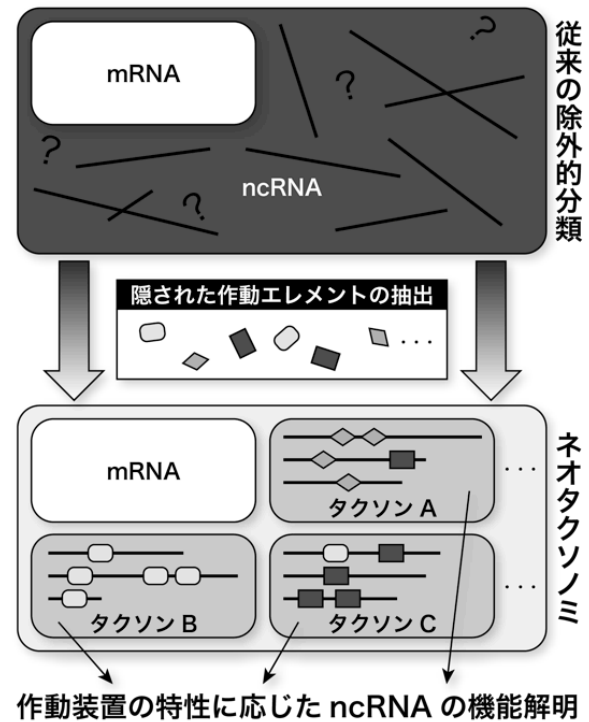 mRNA
?
?
?
ncRNA
?
従来の除外的分類
隠された作動エレメントの抽出
...
mRNA
タクソン A
...
タクソン B
タクソン C
...
ネオタクソノミ
作動装置の特性に応じた ncRNA の機能解明